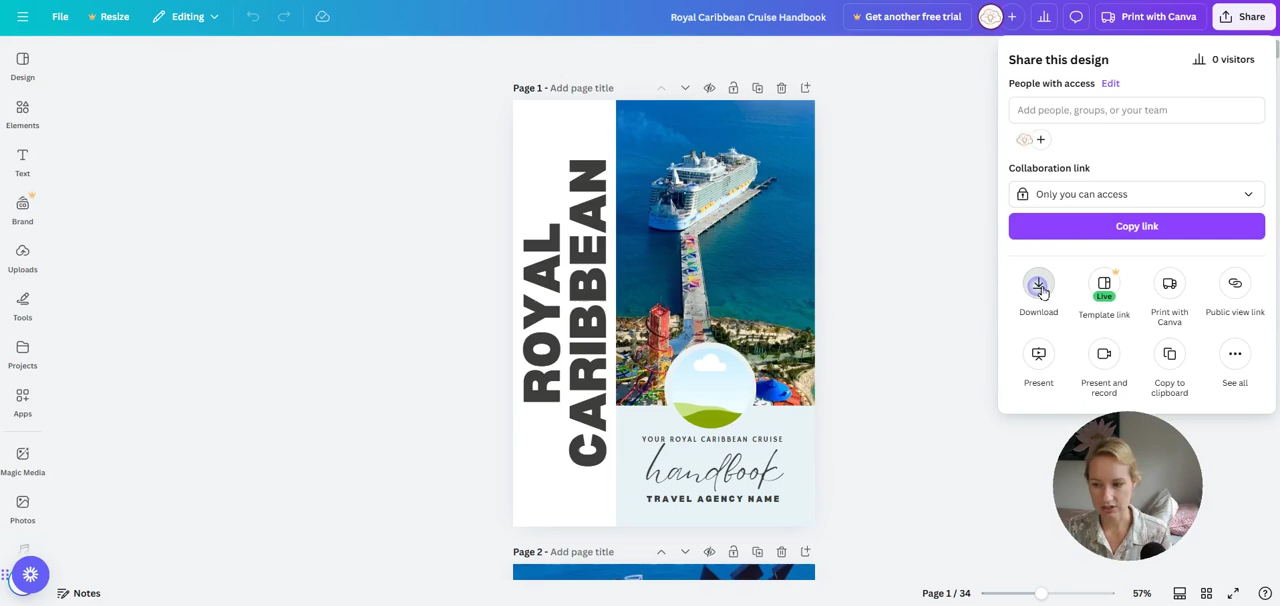 File
Resize
Editing
Royal Caribbean Cruise Handbook
Get another free trial
Print with Canva
Share
Design
Elements
Text
Brand
Uploads
Tools
Projects
Apps
Magic Media
Photos
Page 1 - Add page title
ROYAL
CARIBBEAN
YOUR ROYAL CARIBBEAN CRUISE
handbook
TRAVEL AGENCY NAME
Page 2 - Add page title
Share this design
0 visitors
People with access Edit
Add people, groups, or your team
Collaboration link
Only you can access
Copy link
Download
Live
Template link
Print with
Canva
Public view link
Present
Present and
record
Copy to
clipboard
See all
Notes
Page 1 / 34
57%